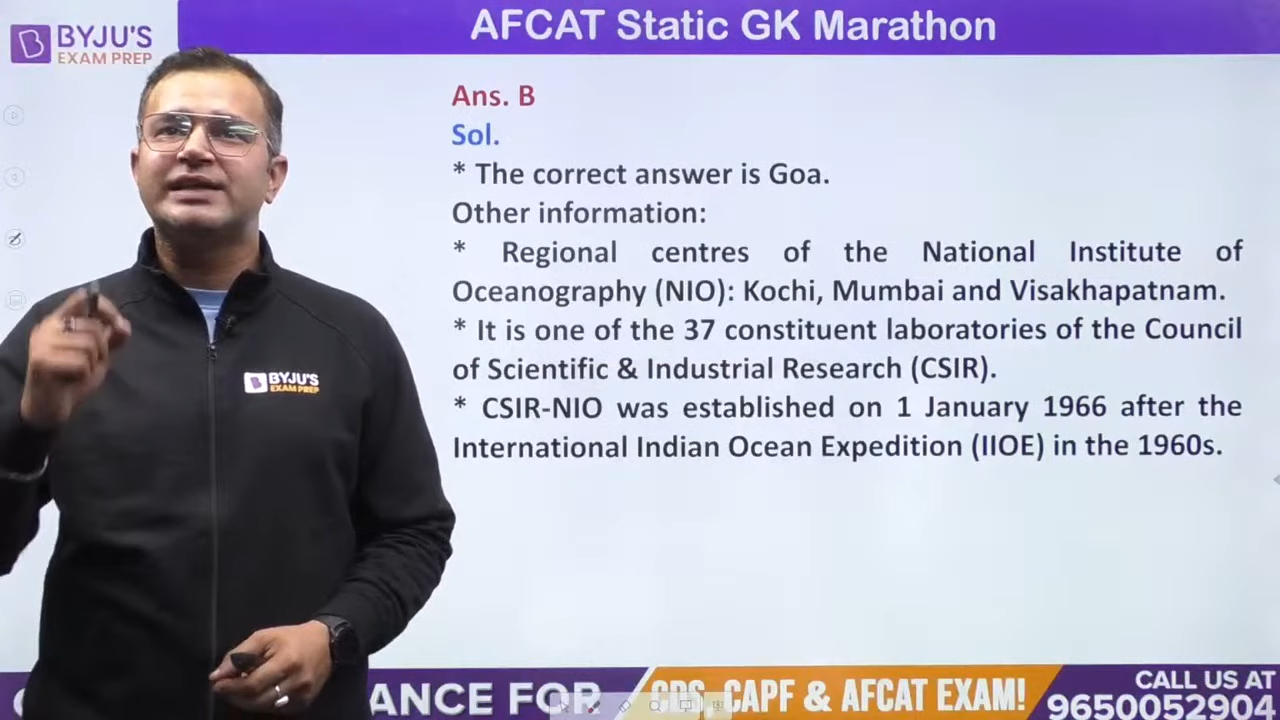 BYJU'S
EXAM PREP
AFCAT Static GK Marathon
Ans. B
Sol.
* The correct answer is Goa.
Other information:
* Regional centres of the National Institute of
Oceanography (NIO): Kochi, Mumbai and Visakhapatnam.
* It is one of the 37 constituent laboratories of the Council
of Scientific & Industrial Research (CSIR).
* CSIR-NIO was established on 1 January 1966 after the
International Indian Ocean Expedition (IIOE) in the 1960s.
BYJU'S
EXAM PREP
ANCE FOR
CDS, CAPF & AFCAT EXAM!
CALL US AT
9650052904